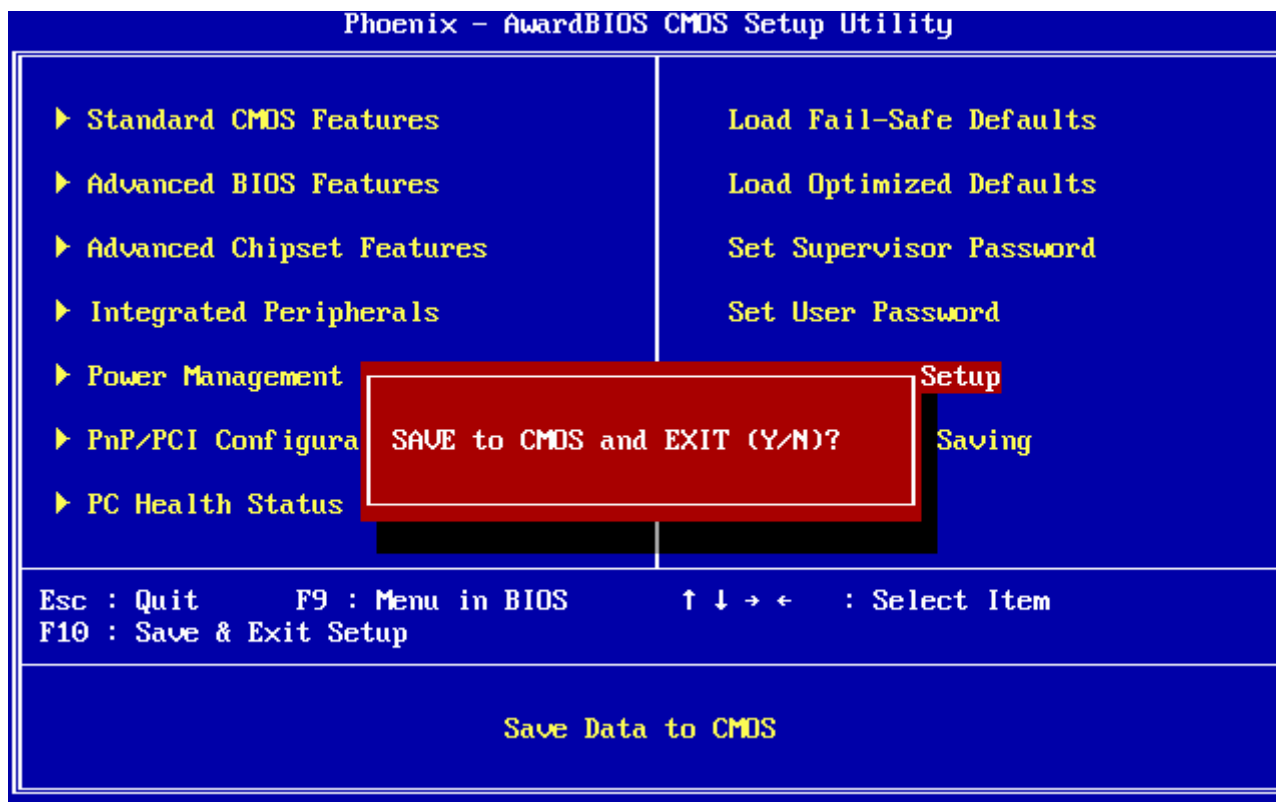 Phoenix - AwardBIOS CMOS Setup Utility
Standard CMOS Features
Advanced BIOS Features
Advanced Chipset Features
Integrated Peripherals
Power Management
PnP/PCI Configura
PC Health Status
Load Fail-Safe Defaults
Load Optimized Defaults
Set Supervisor Password
Set User Password
Setup
Saving
SAVE to CMOS and EXIT (Y/N)?
Esc : Quit F9 : Menu in BIOS ↑ ↓ → ← : Select Item
F10 : Save & Exit Setup
Save Data to CMOS